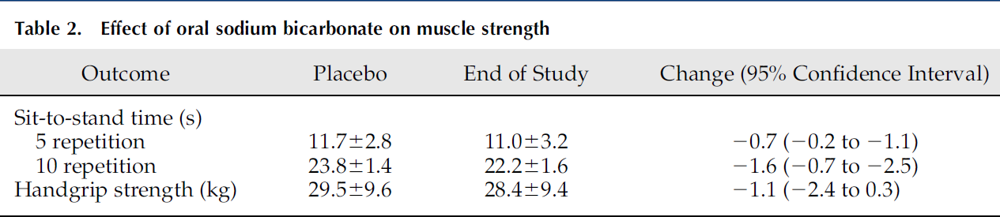 Table 2. Effect of oral sodium bicarbonate on muscle strength
Outcome Placebo End of Study Change (95% Confidence Interval)
Sit-to-stand time (s)
5 repetition 11.7±2.8 11.0±3.2 −0.7 (−0.2 to −1.1)
10 repetition 23.8±1.4 22.2±1.6 −1.6 (−0.7 to −2.5)
Handgrip strength (kg) 29.5±9.6 28.4±9.4 −1.1 (−2.4 to 0.3)